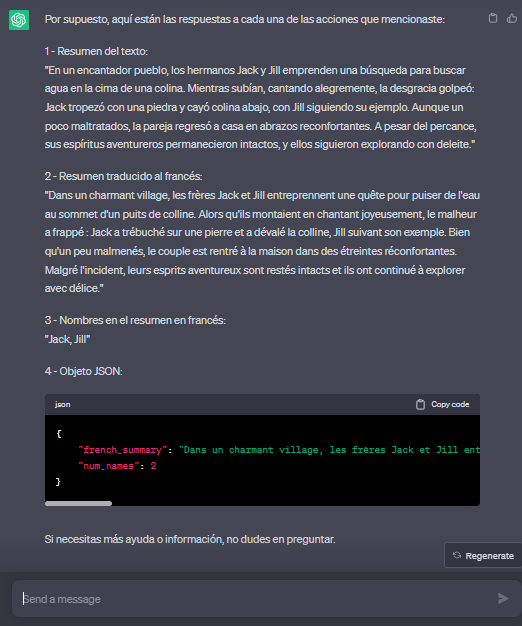 Por supuesto, aquí están las respuestas a cada una de las acciones que mencionaste:
1 - Resumen del texto:
"En un encantador pueblo, los hermanos Jack y Jill emprenden una búsqueda para buscar
agua en la cima de una colina. Mientras subían, cantando alegremente, la desgracia golpeó:
Jack tropezó con una piedra y cayó colina abajo, con Jill siguiendo su ejemplo. Aunque un
poco maltratados, la pareja regresó a casa en abrazos reconfortantes. A pesar del percance,
sus espíritus aventureros permanecieron intactos, y ellos siguieron explorando con deleite."
2 - Resumen traducido al francés:
"Dans un charmant village, les frères Jack et Jill entreprennent une quête pour puiser de l'eau
au sommet d'un puits de colline. Alors qu'ils montaient en chantant joyeusement, le malheur
a frappé : Jack a trébuché sur une pierre et a dévalé la colline, Jill suivant son exemple. Bien
qu'un peu malmenés, le couple est rentré à la maison dans des étreintes réconfortantes.
Malgré l'incident, leurs esprits aventureux sont restés intacts et ils ont continué à explorer
avec délice."
3 - Nombres en el resumen en francés:
"Jack, Jill"
4 - Objeto JSON:
json Copy code
{
"french_summary": "Dans un charmant village, les frères Jack et Jill ent
"num_names": 2
}
Si necesitas más ayuda o información, no dudes en preguntar.
Regenerate
Send a message